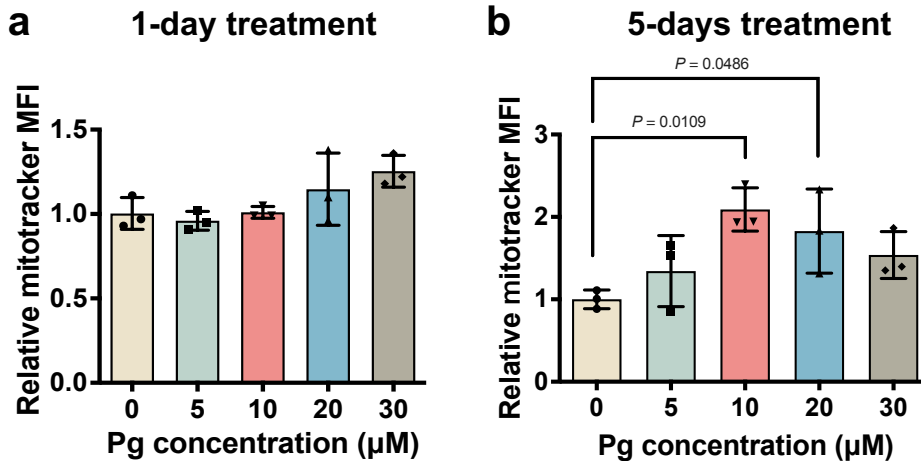 a 1-day treatment
Relative mitotracker MFI
1.5
1.0
0.5
0.0
0 5 10 20 30
Pg concentration (µM)
b 5-days treatment
P = 0.0486
P = 0.0109
Relative mitotracker MFI
3
2
1
0
0 5 10 20 30
Pg concentration (µM)